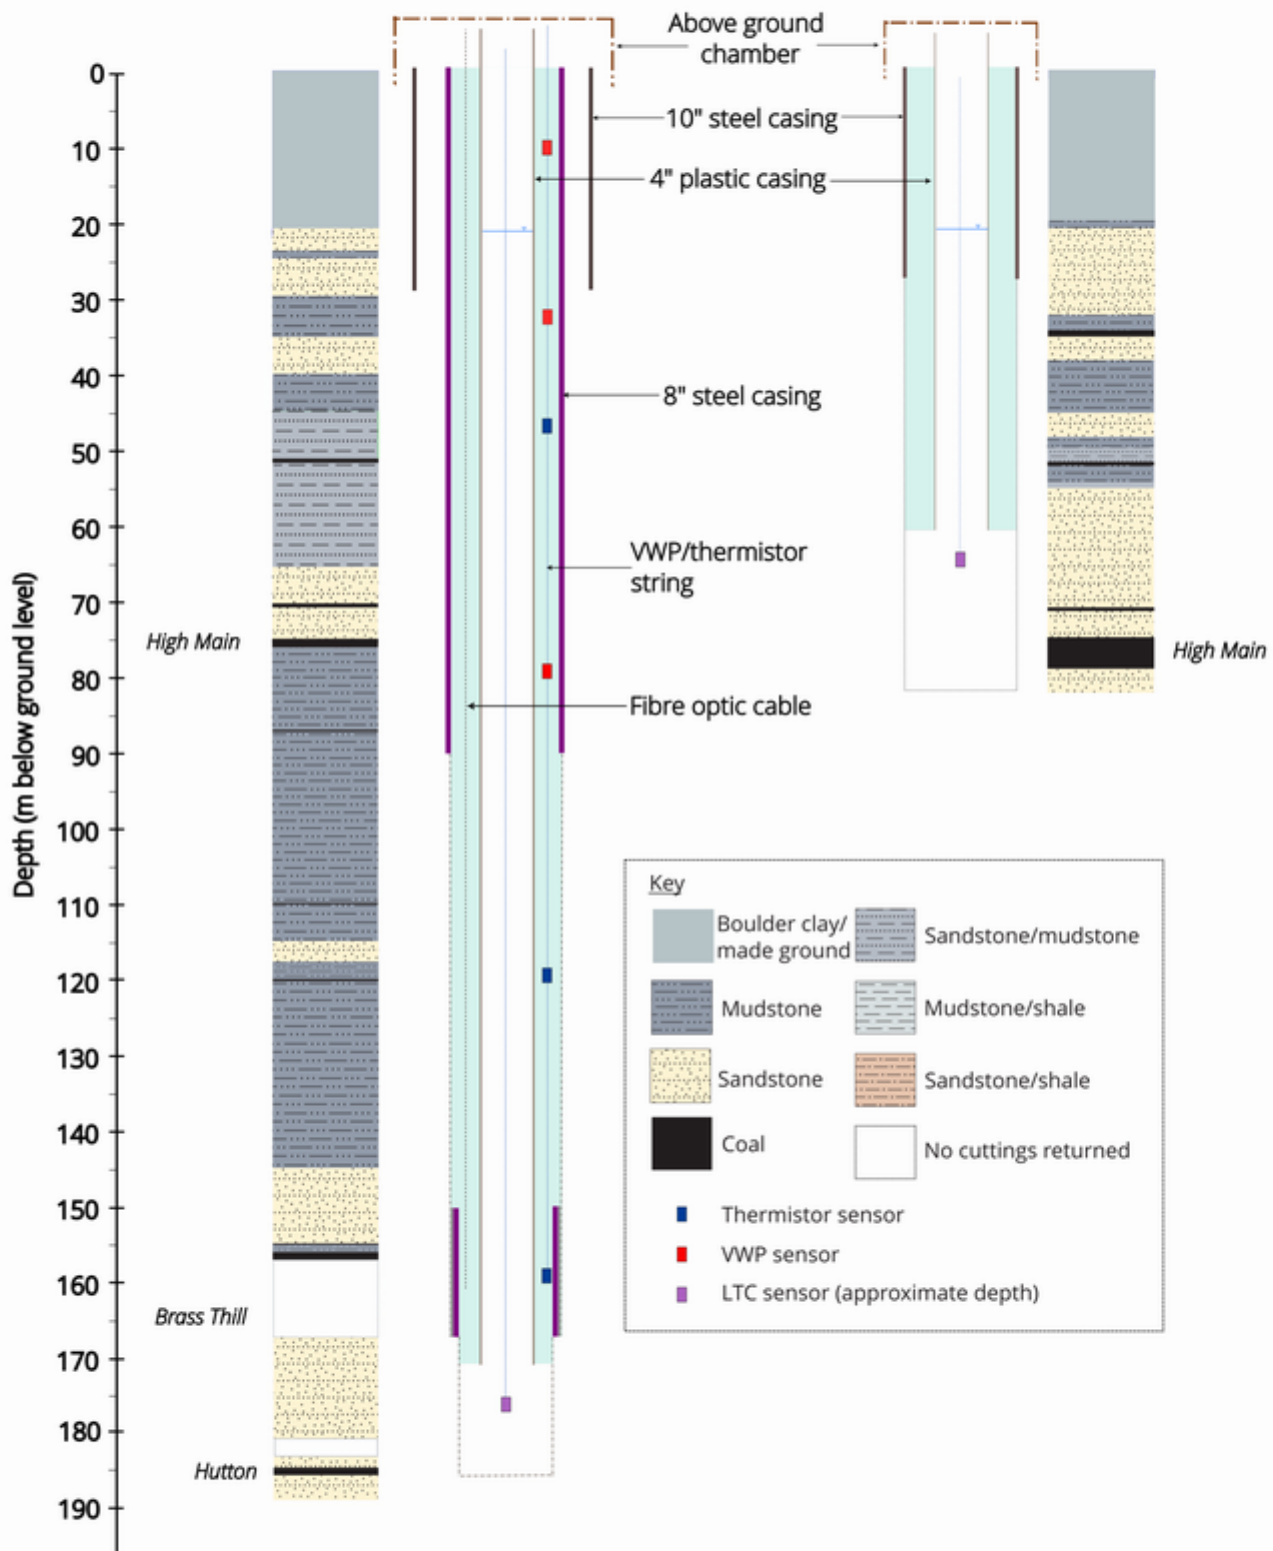 Above ground
chamber
10" steel casing
4" plastic casing
8" steel casing
VWP/thermistor
string
Fibre optic cable
Depth (m below ground level)
0
10
20
30
40
50
60
70
80
90
100
110
120
130
140
150
160
170
180
190
High Main
Brass Thill
Hutton
High Main
Key
Boulder clay/
made ground
Sandstone/mudstone
Mudstone
Mudstone/shale
Sandstone
Sandstone/shale
Coal
No cuttings returned
Thermistor sensor
VWP sensor
LTC sensor (approximate depth)